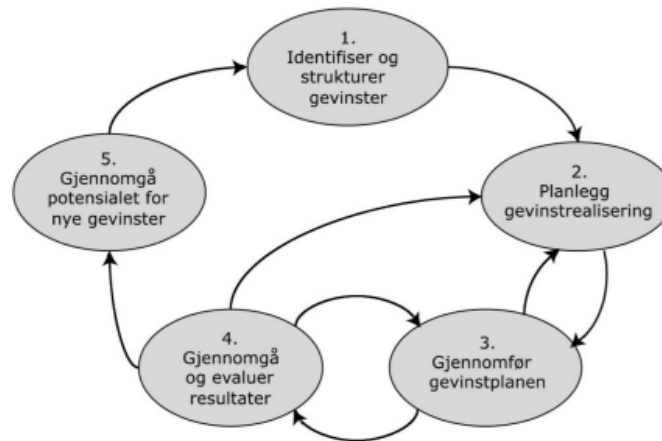 1.
Identifiser og
strukturer
gevinster
2.
Planlegg
gevinstrealisering
3.
Gjennomfør
gevinstplanen
4.
Gjennomgå
og evaluer
resultater
5.
Gjennomgå
potensialet for
nye gevinster